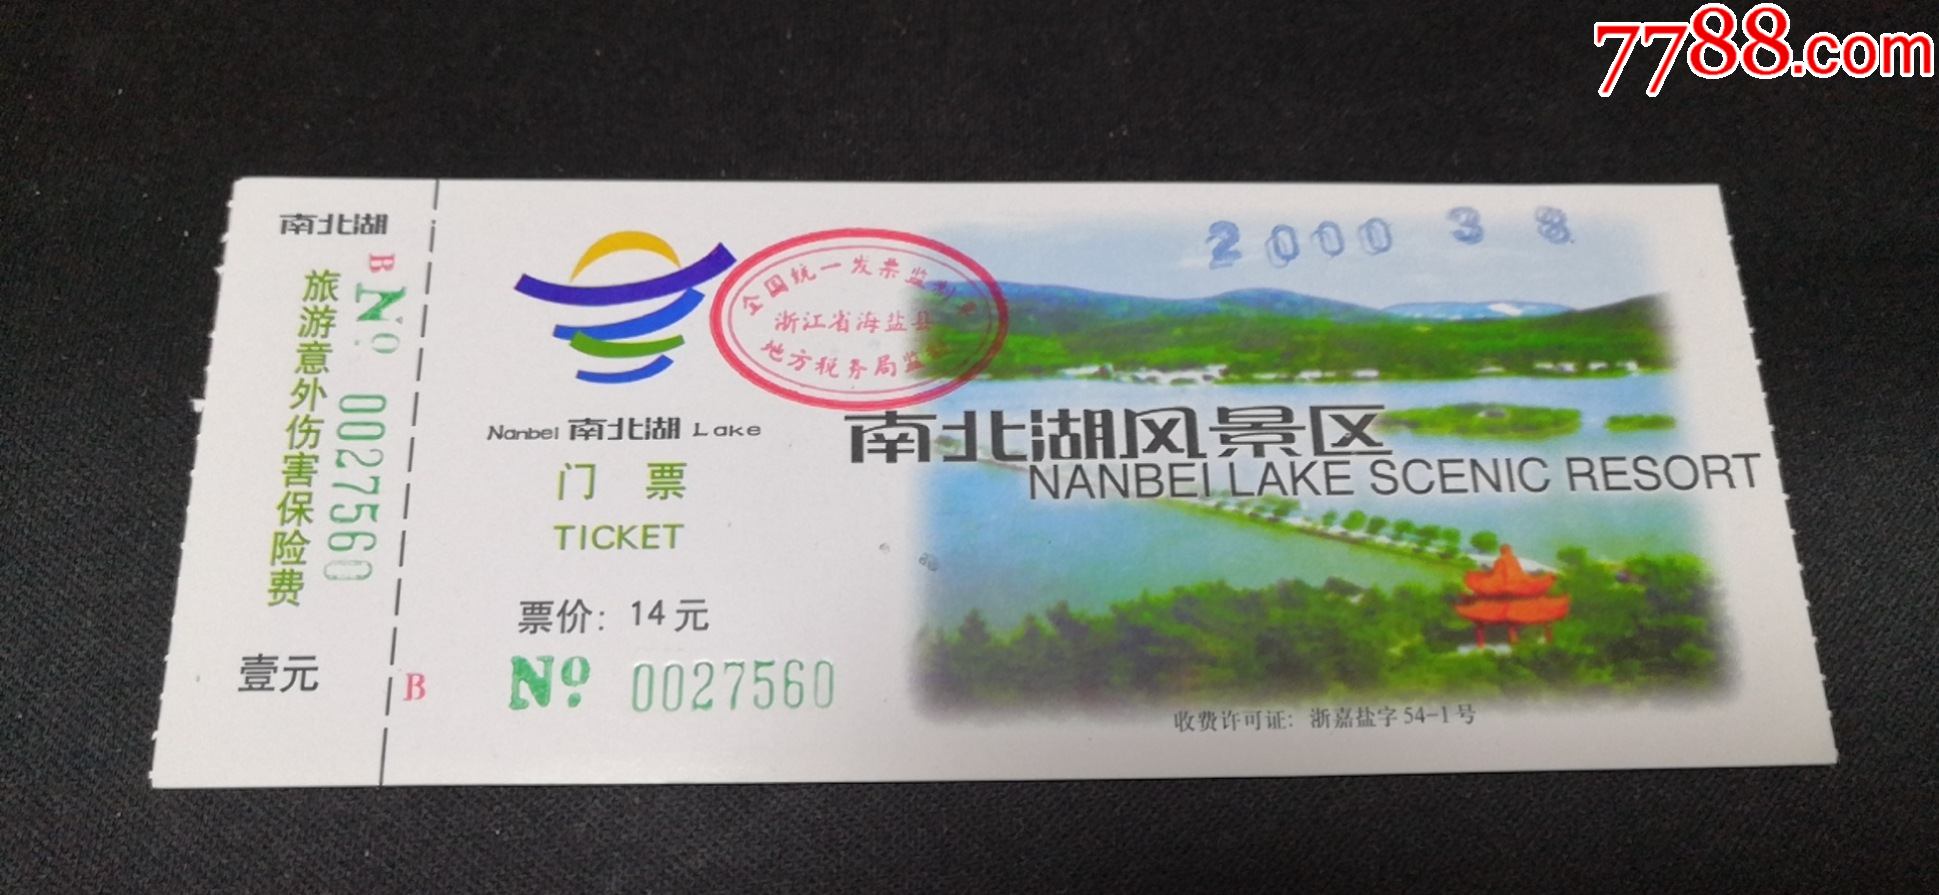 7788.com
南北湖
B
No. 0027560
旅游意外伤害保险费
壹元
B
Nanbei 南北湖 Lake
门 票
TICKET
票价：14元
No. 0027560
全国统一发票监制章
浙江省海盐县
地方税务局监制
2000 3 8
南北湖风景区
NANBEI LAKE SCENIC RESORT
收费许可证：浙嘉盐字54-1号